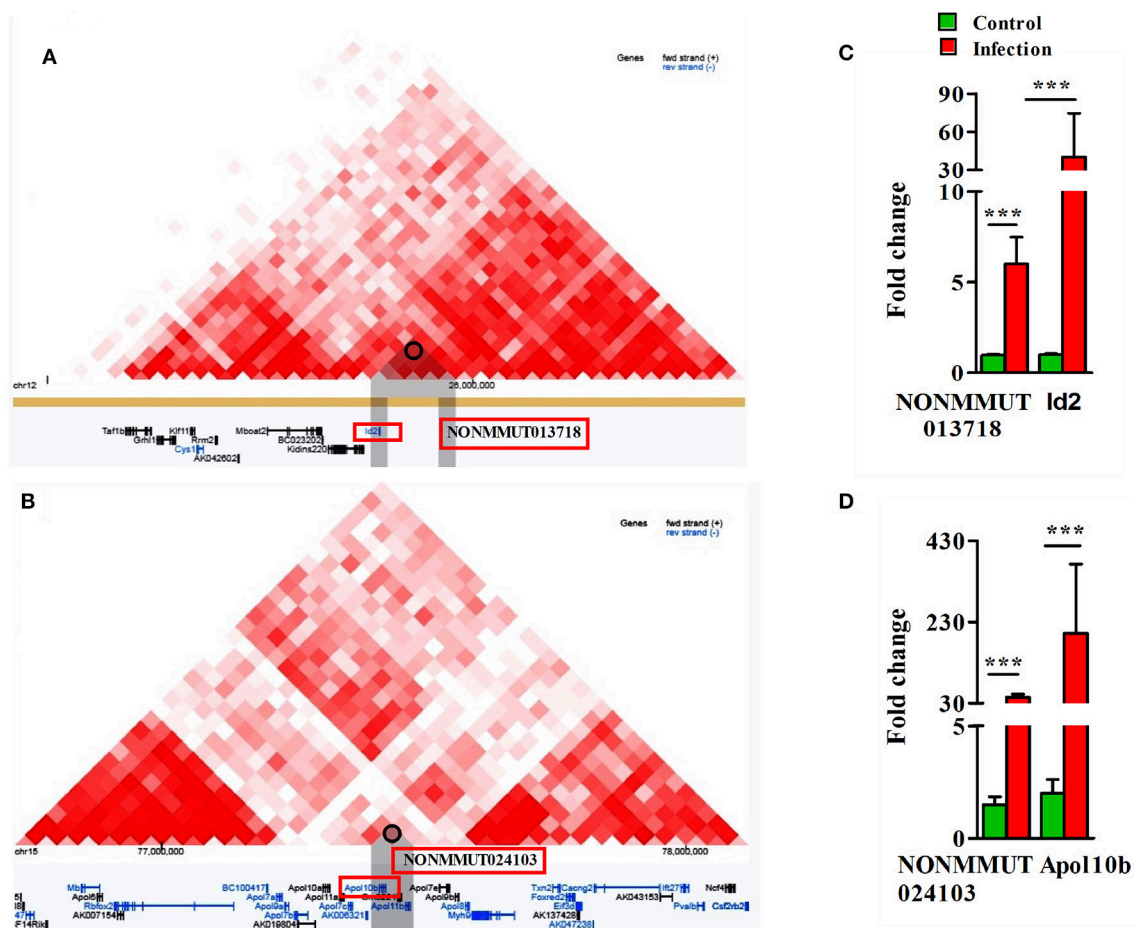 A
Genes fwd strand (+)
rev strand (-)
chr12
26,000,000
Taf1b
Klf11
Mboat2
Id2
Grhl1
Rrm2
BC023202
Cys1
Kidins220
AK042602
NONMMUT013718
B
Genes fwd strand (+)
rev strand (-)
chr15
77,000,000
78,000,000
NONMMUT024103
Mb
BC100417
Apol10a
Apol10b
Apol7e
Txn2
Cacng2
Ift27
Ncf4
5
Apol6
Apol7a
Apol11a
Apol9b
Foxred2
AK043153
Rbfox2
Apol9a
Apol7c
Apol11b
Apol8
Eif3d
Pvalb
Csf2rb2
47
AK007154
Apol7b
AK006321
Myh9
AK137428
F14Rik
AK019804
AK047238
Control
Infection
C
Fold change
90
60
30
10
5
0
***
***
NONMMUT Id2
013718
D
Fold change
430
230
30
5
0
***
***
NONMMUT Apol10b
024103